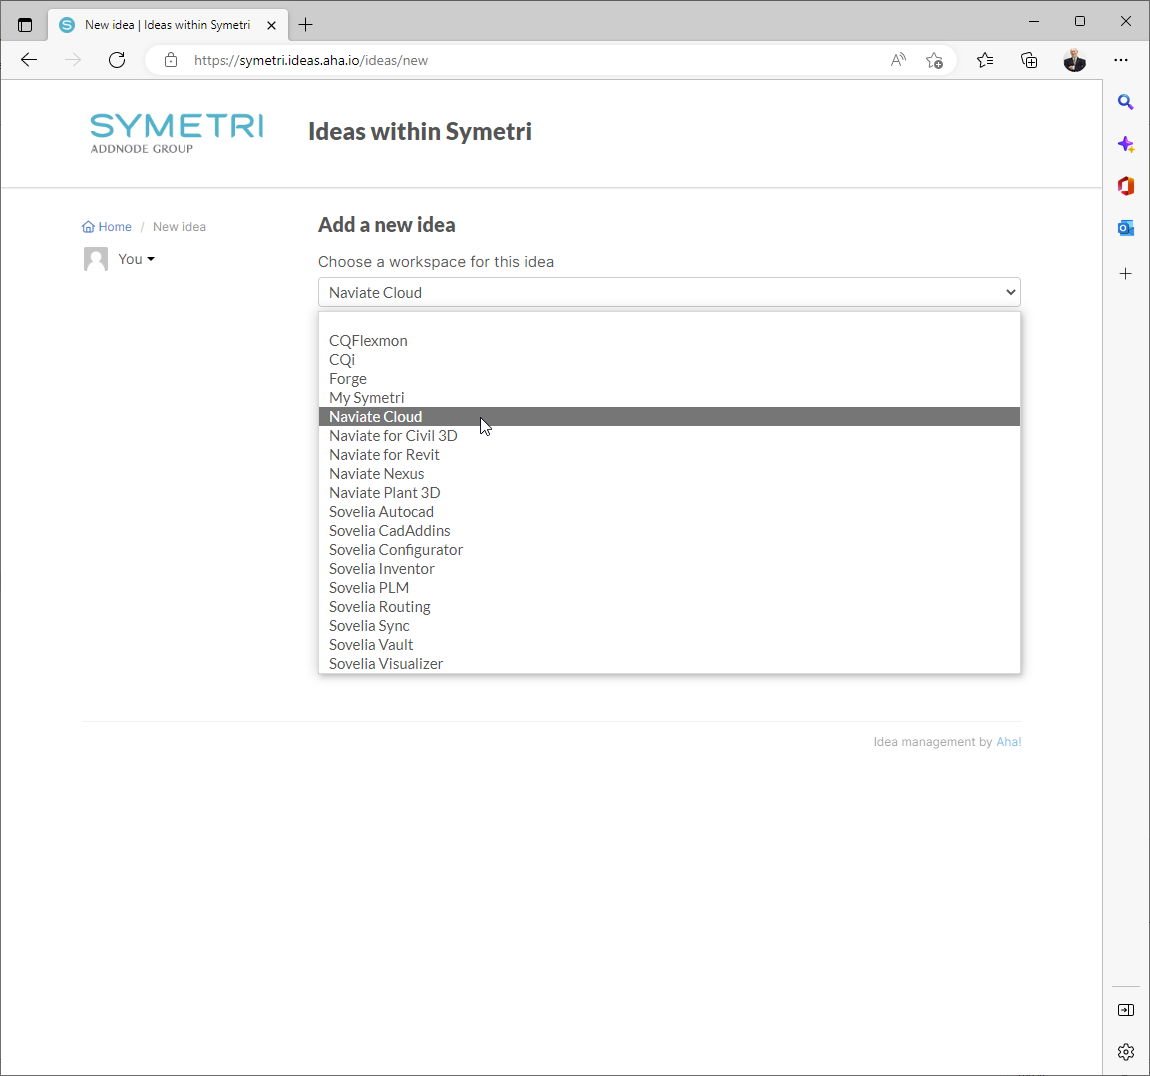 New idea | Ideas within Symetri
https://symetri.ideas.aha.io/ideas/new
SYMETRI
ADDNODE GROUP
Ideas within Symetri
Home / New idea
You
Add a new idea
Choose a workspace for this idea
Naviate Cloud
CQFlexmon
CQi
Forge
My Symetri
Naviate Cloud
Naviate for Civil 3D
Naviate for Revit
Naviate Nexus
Naviate Plant 3D
Sovelia Autocad
Sovelia CadAddins
Sovelia Configurator
Sovelia Inventor
Sovelia PLM
Sovelia Routing
Sovelia Sync
Sovelia Vault
Sovelia Visualizer
Idea management by Aha!